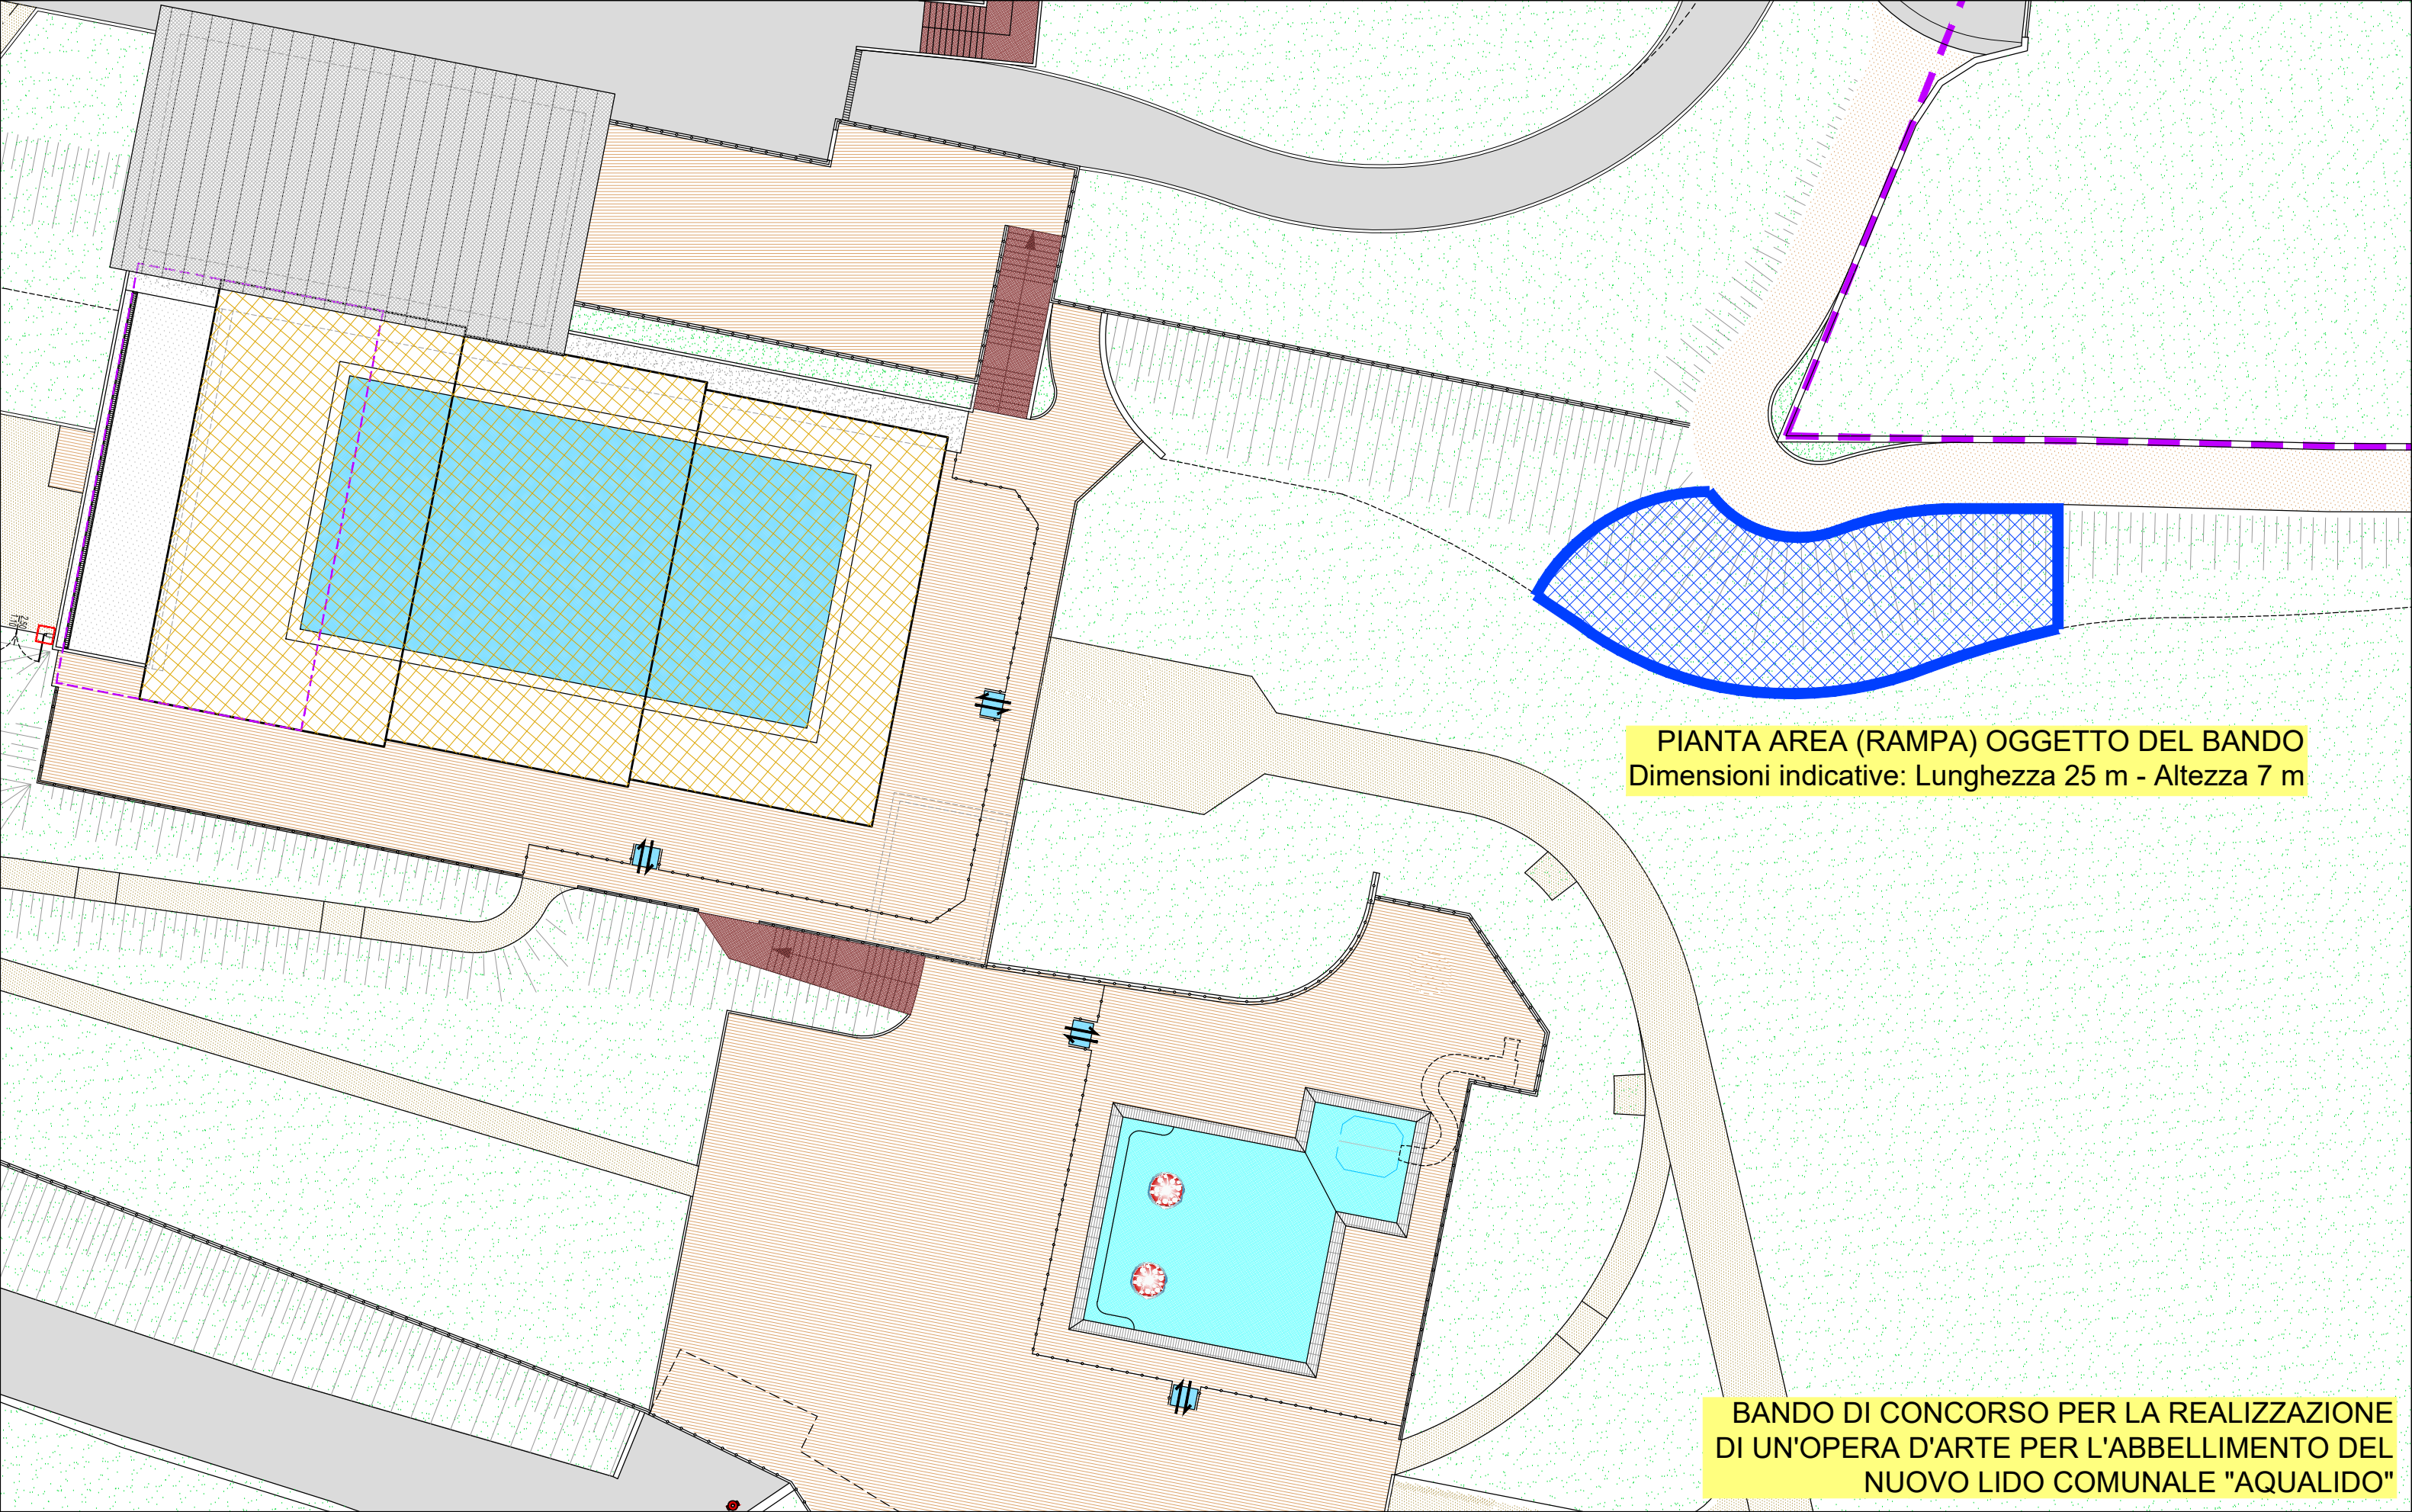 PIANTA AREA (RAMPA) OGGETTO DEL BANDO
Dimensioni indicative: Lunghezza 25 m - Altezza 7 m
BANDO DI CONCORSO PER LA REALIZZAZIONE
DI UN'OPERA D'ARTE PER L'ABBELLIMENTO DEL
NUOVO LIDO COMUNALE "AQUALIDO"